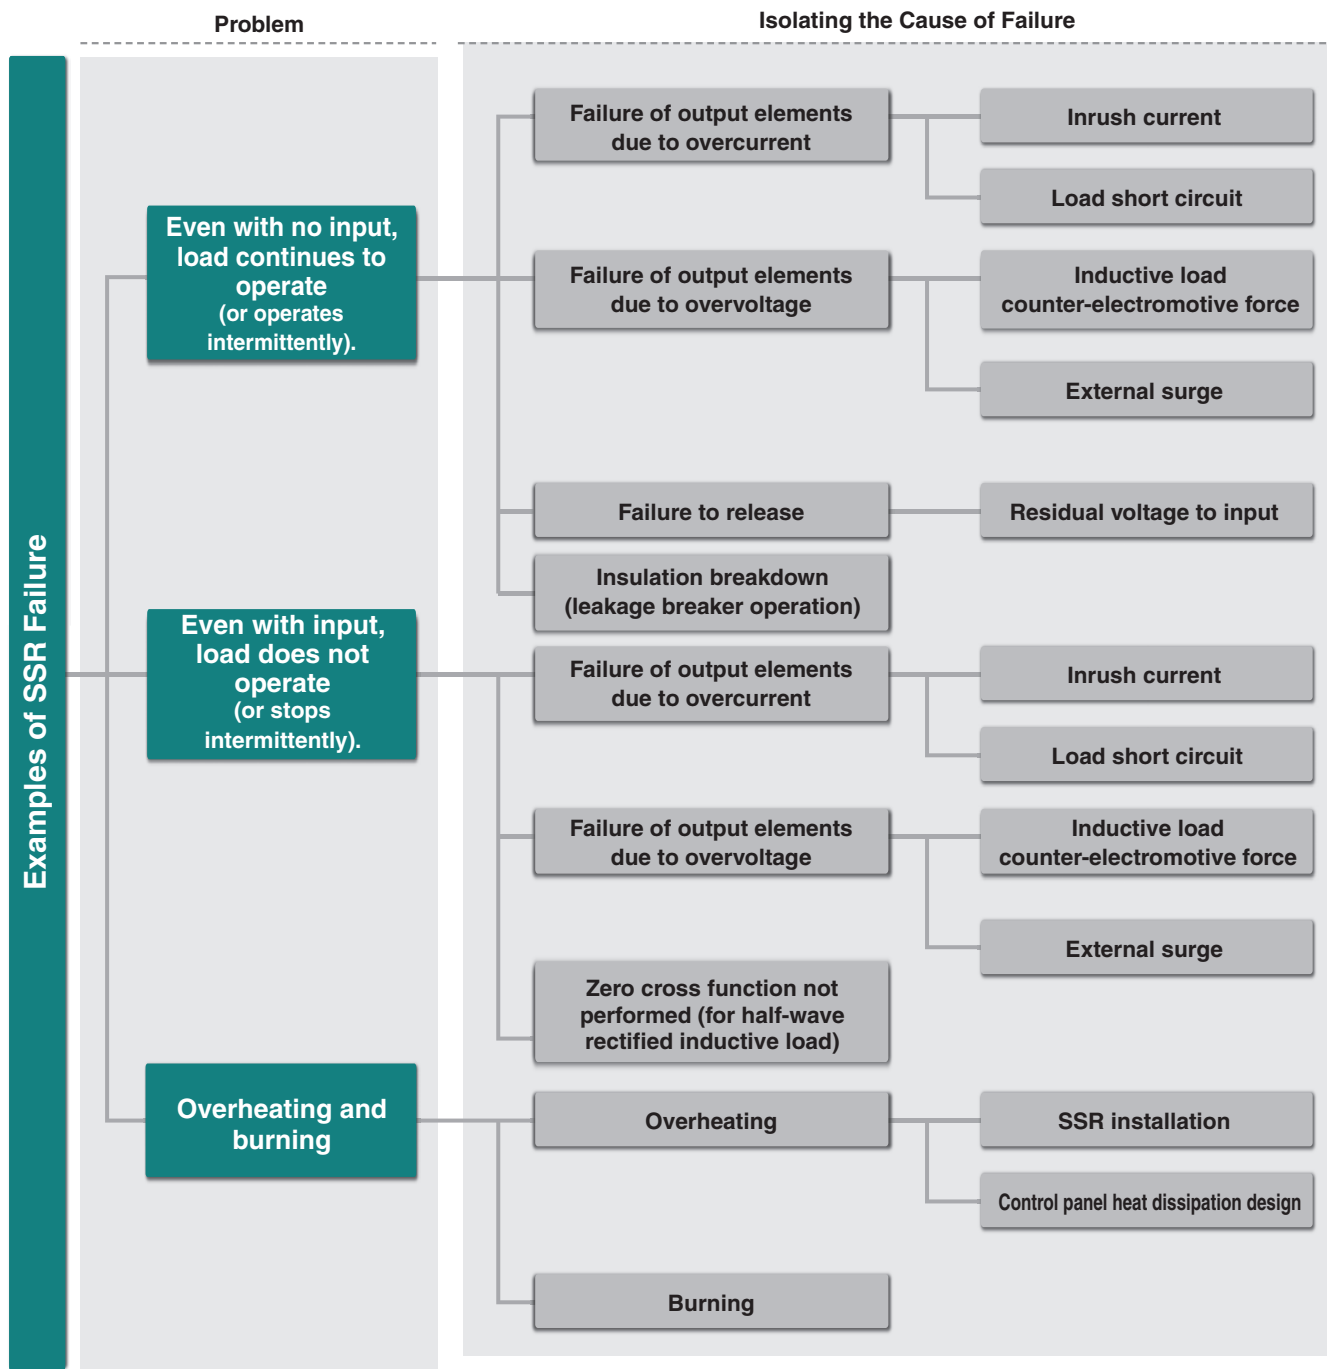 Problem
Isolating the Cause of Failure
Examples of SSR Failure
Even with no input,
load continues to
operate
(or operates
intermittently).
Failure of output elements
due to overcurrent
Inrush current
Load short circuit
Failure of output elements
due to overvoltage
Inductive load
counter-electromotive force
External surge
Failure to release
Residual voltage to input
Insulation breakdown
(leakage breaker operation)
Even with input,
load does not
operate
(or stops
intermittently).
Failure of output elements
due to overcurrent
Inrush current
Load short circuit
Failure of output elements
due to overvoltage
Inductive load
counter-electromotive force
External surge
Zero cross function not
performed (for half-wave
rectified inductive load)
Overheating and
burning
Overheating
SSR installation
Control panel heat dissipation design
Burning